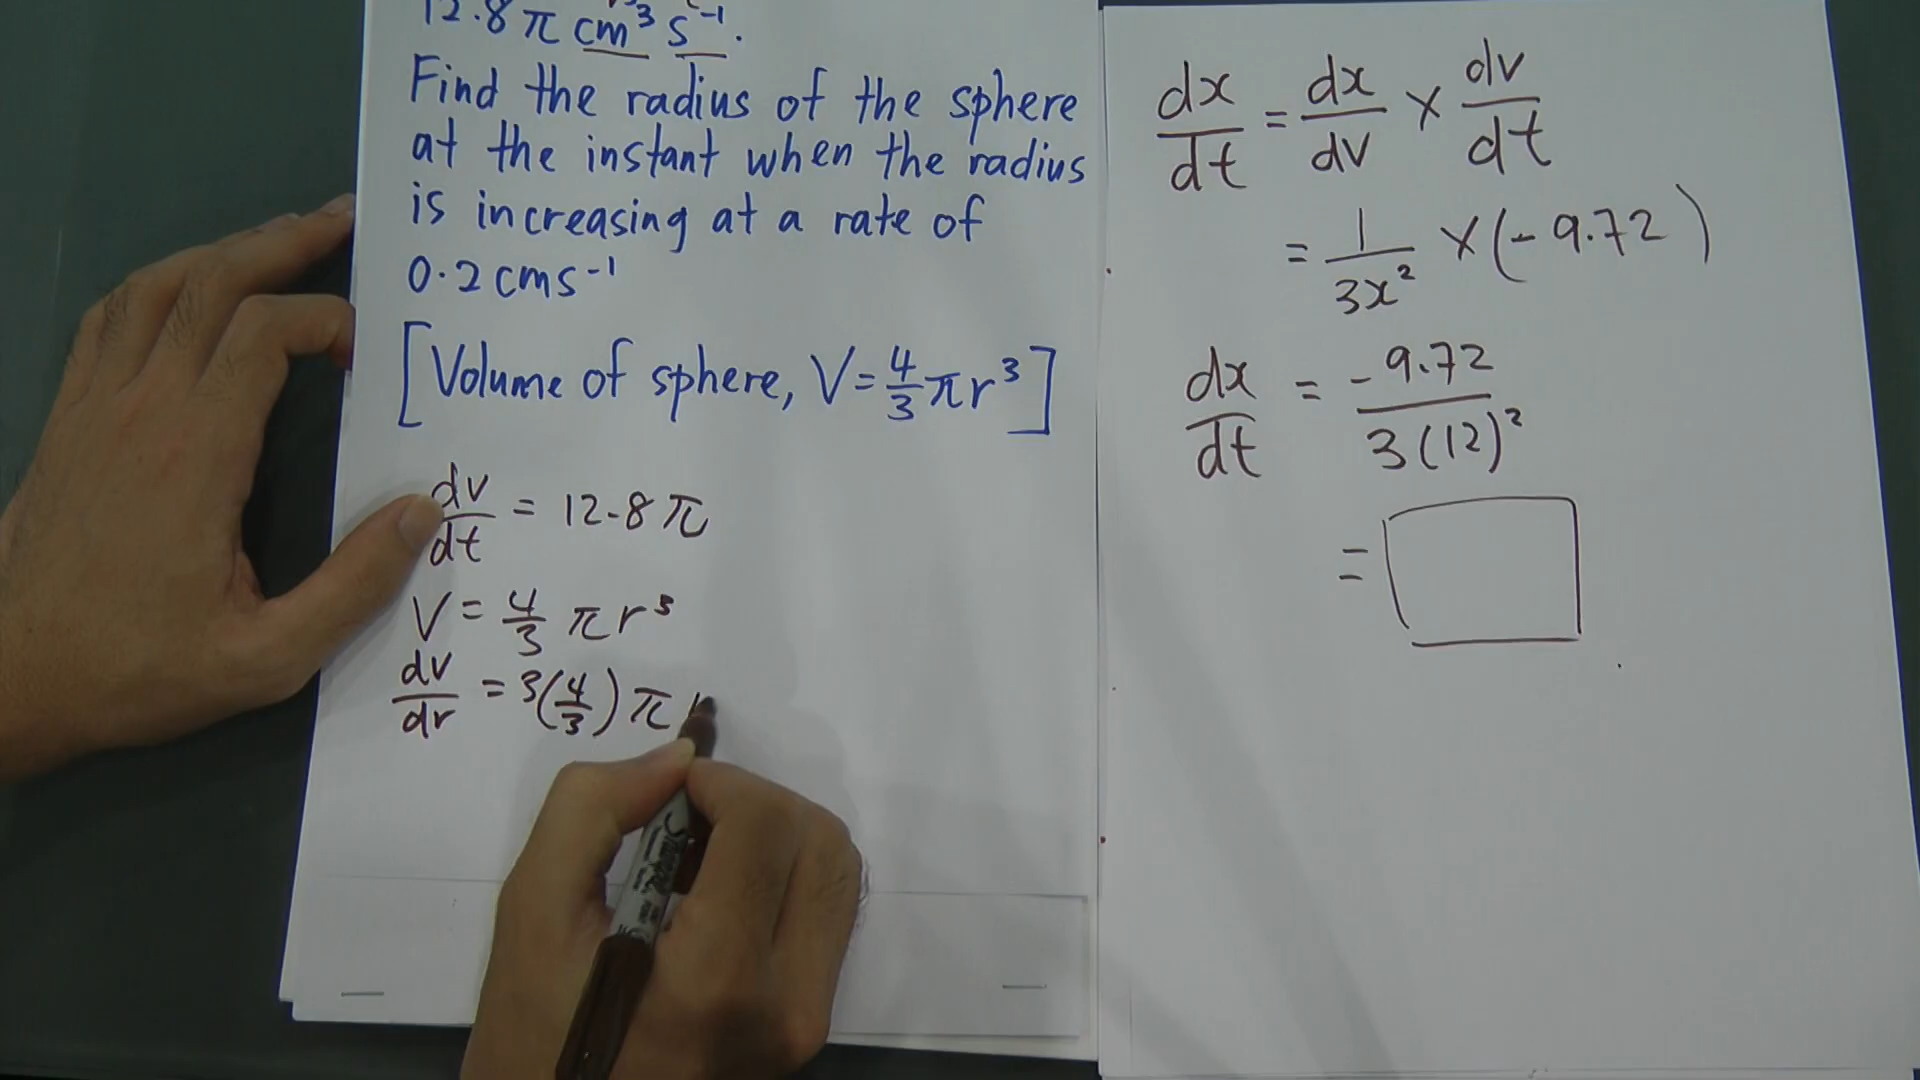 12.8 π cm³ s⁻¹.
Find the radius of the sphere
at the instant when the radius
is increasing at a rate of
0.2 cms⁻¹
[Volume of sphere, V = 4/3 πr³]
dv/dt = 12.8 π
V = 4/3 πr³
dv/dr = 3(4/3) π r
dx/dt = dx/dv × dv/dt
= 1/3x² × (-9.72)
dx/dt = -9.72/3(12)²
=
Sharpie